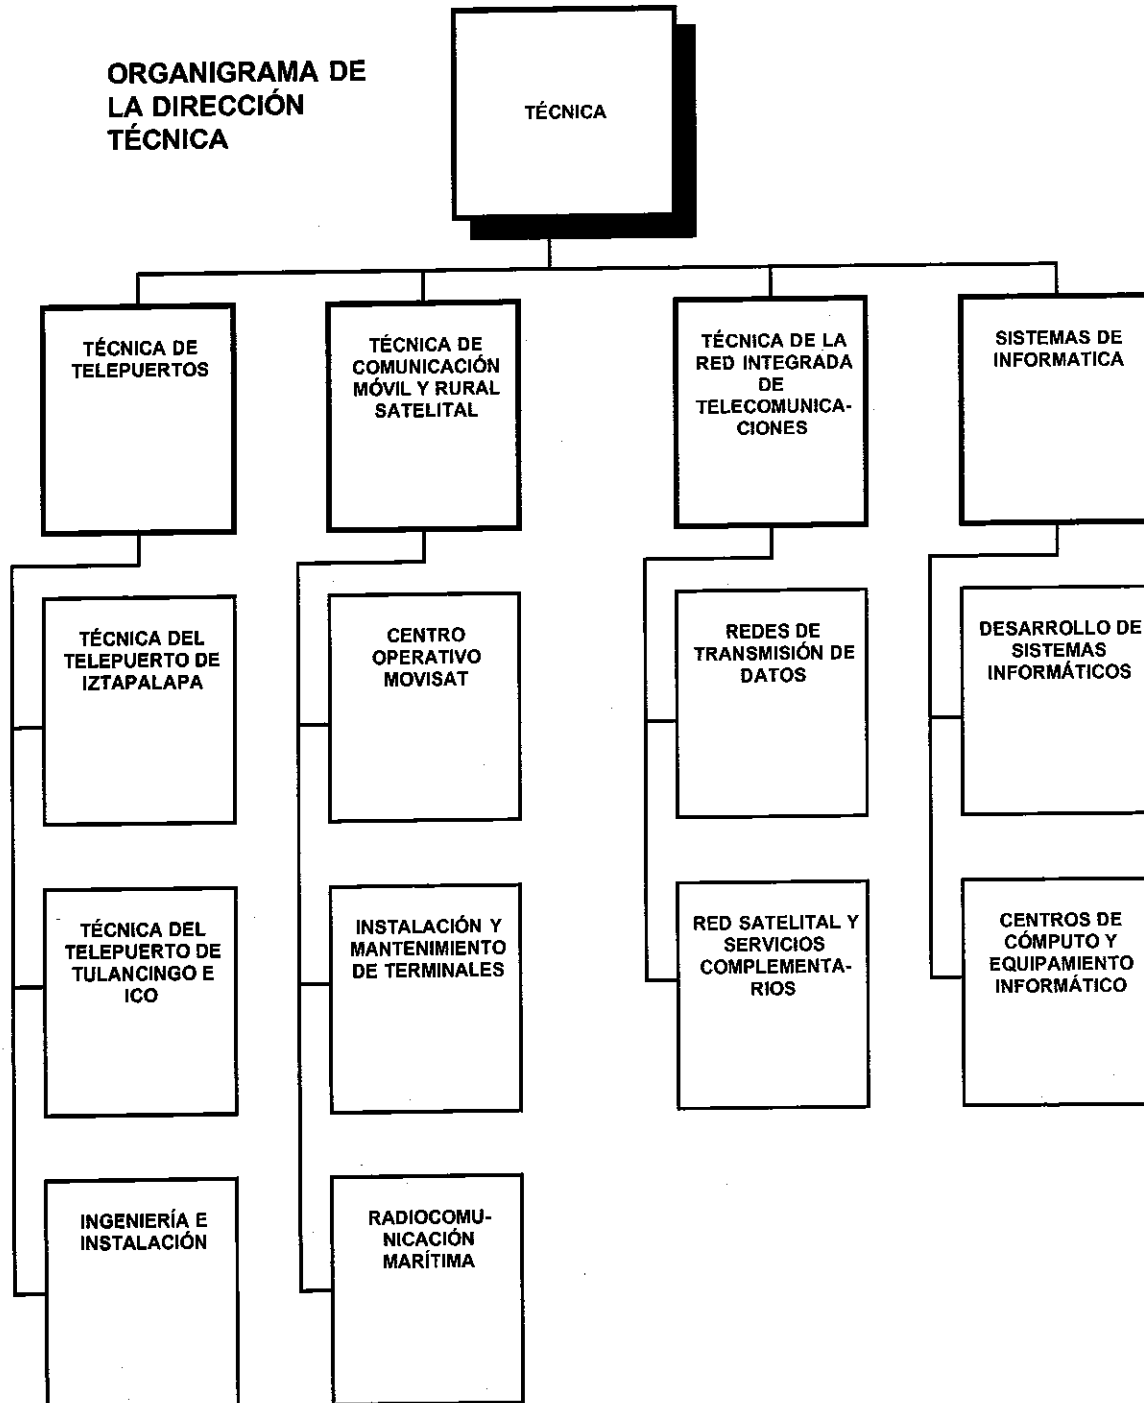 ORGANIGRAMA DE
LA DIRECCIÓN
TÉCNICA
TÉCNICA
TÉCNICA DE
TELEPUERTOS
TÉCNICA DE
COMUNICACIÓN
MÓVIL Y RURAL
SATELITAL
TÉCNICA DE LA
RED INTEGRADA
DE
TELECOMUNICA-
CIONES
SISTEMAS DE
INFORMATICA
TÉCNICA DEL
TELEPUERTO DE
IZTAPALAPA
CENTRO
OPERATIVO
MOVISAT
REDES DE
TRANSMISIÓN DE
DATOS
DESARROLLO DE
SISTEMAS
INFORMÁTICOS
TÉCNICA DEL
TELEPUERTO DE
TULANCINGO E
ICO
INSTALACIÓN Y
MANTENIMIENTO
DE TERMINALES
RED SATELITAL Y
SERVICIOS
COMPLEMENTA-
RIOS
CENTROS DE
CÓMPUTO Y
EQUIPAMIENTO
INFORMÁTICO
INGENIERÍA E
INSTALACIÓN
RADIOCOMU-
NICACIÓN
MARÍTIMA